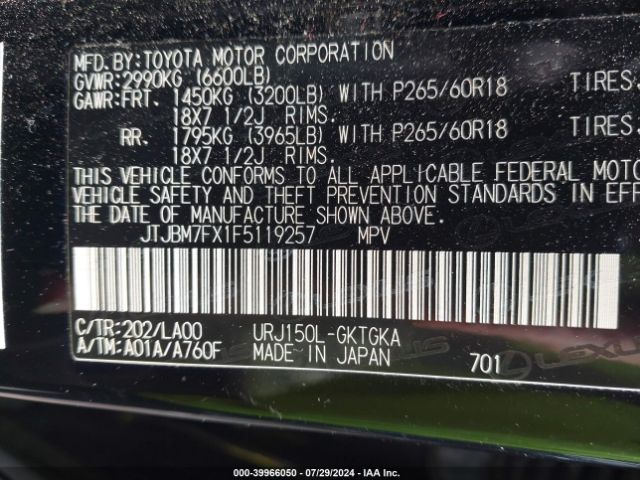 MFD. BY: TOYOTA MOTOR CORPORATION
GVWR: 2990KG (6600LB)
GAWR: FRT. 1450KG (3200LB) WITH P265/60R18 TIRES,
18X7 1/2J RIMS.
RR. 1795KG (3965LB) WITH P265/60R18 TIRES,
18X7 1/2J RIMS.
THIS VEHICLE CONFORMS TO ALL APPLICABLE FEDERAL MOTO
VEHICLE SAFETY AND THEFT PREVENTION STANDARDS IN EFF
THE DATE OF MANUFACTURE SHOWN ABOVE.
JTJBM7FX1F5119257 MPV
C/TR: 202/LA00 URJ150L-GKTGKA
A/TM: A01A/A760F MADE IN JAPAN 701
000-39966050 | 07/29/2024 | IAA Inc.